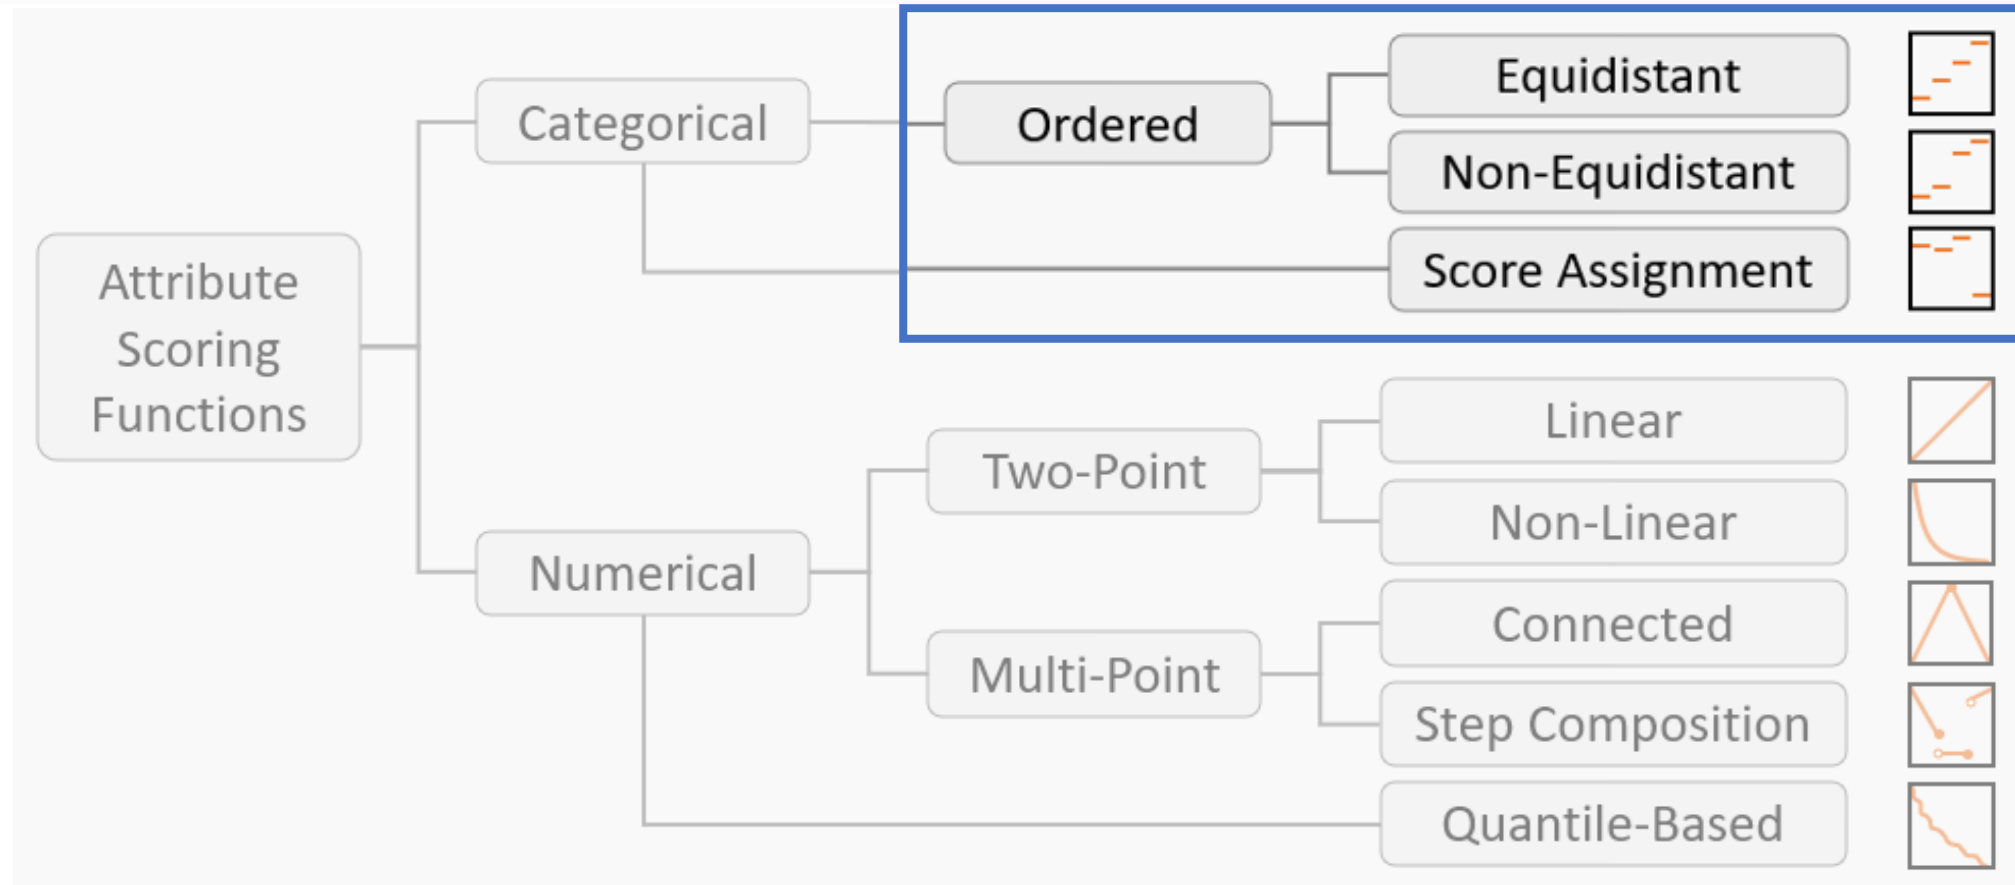 Attribute
Scoring
Functions
Categorical
Ordered
Equidistant
Non-Equidistant
Score Assignment
Numerical
Two-Point
Linear
Non-Linear
Multi-Point
Connected
Step Composition
Quantile-Based